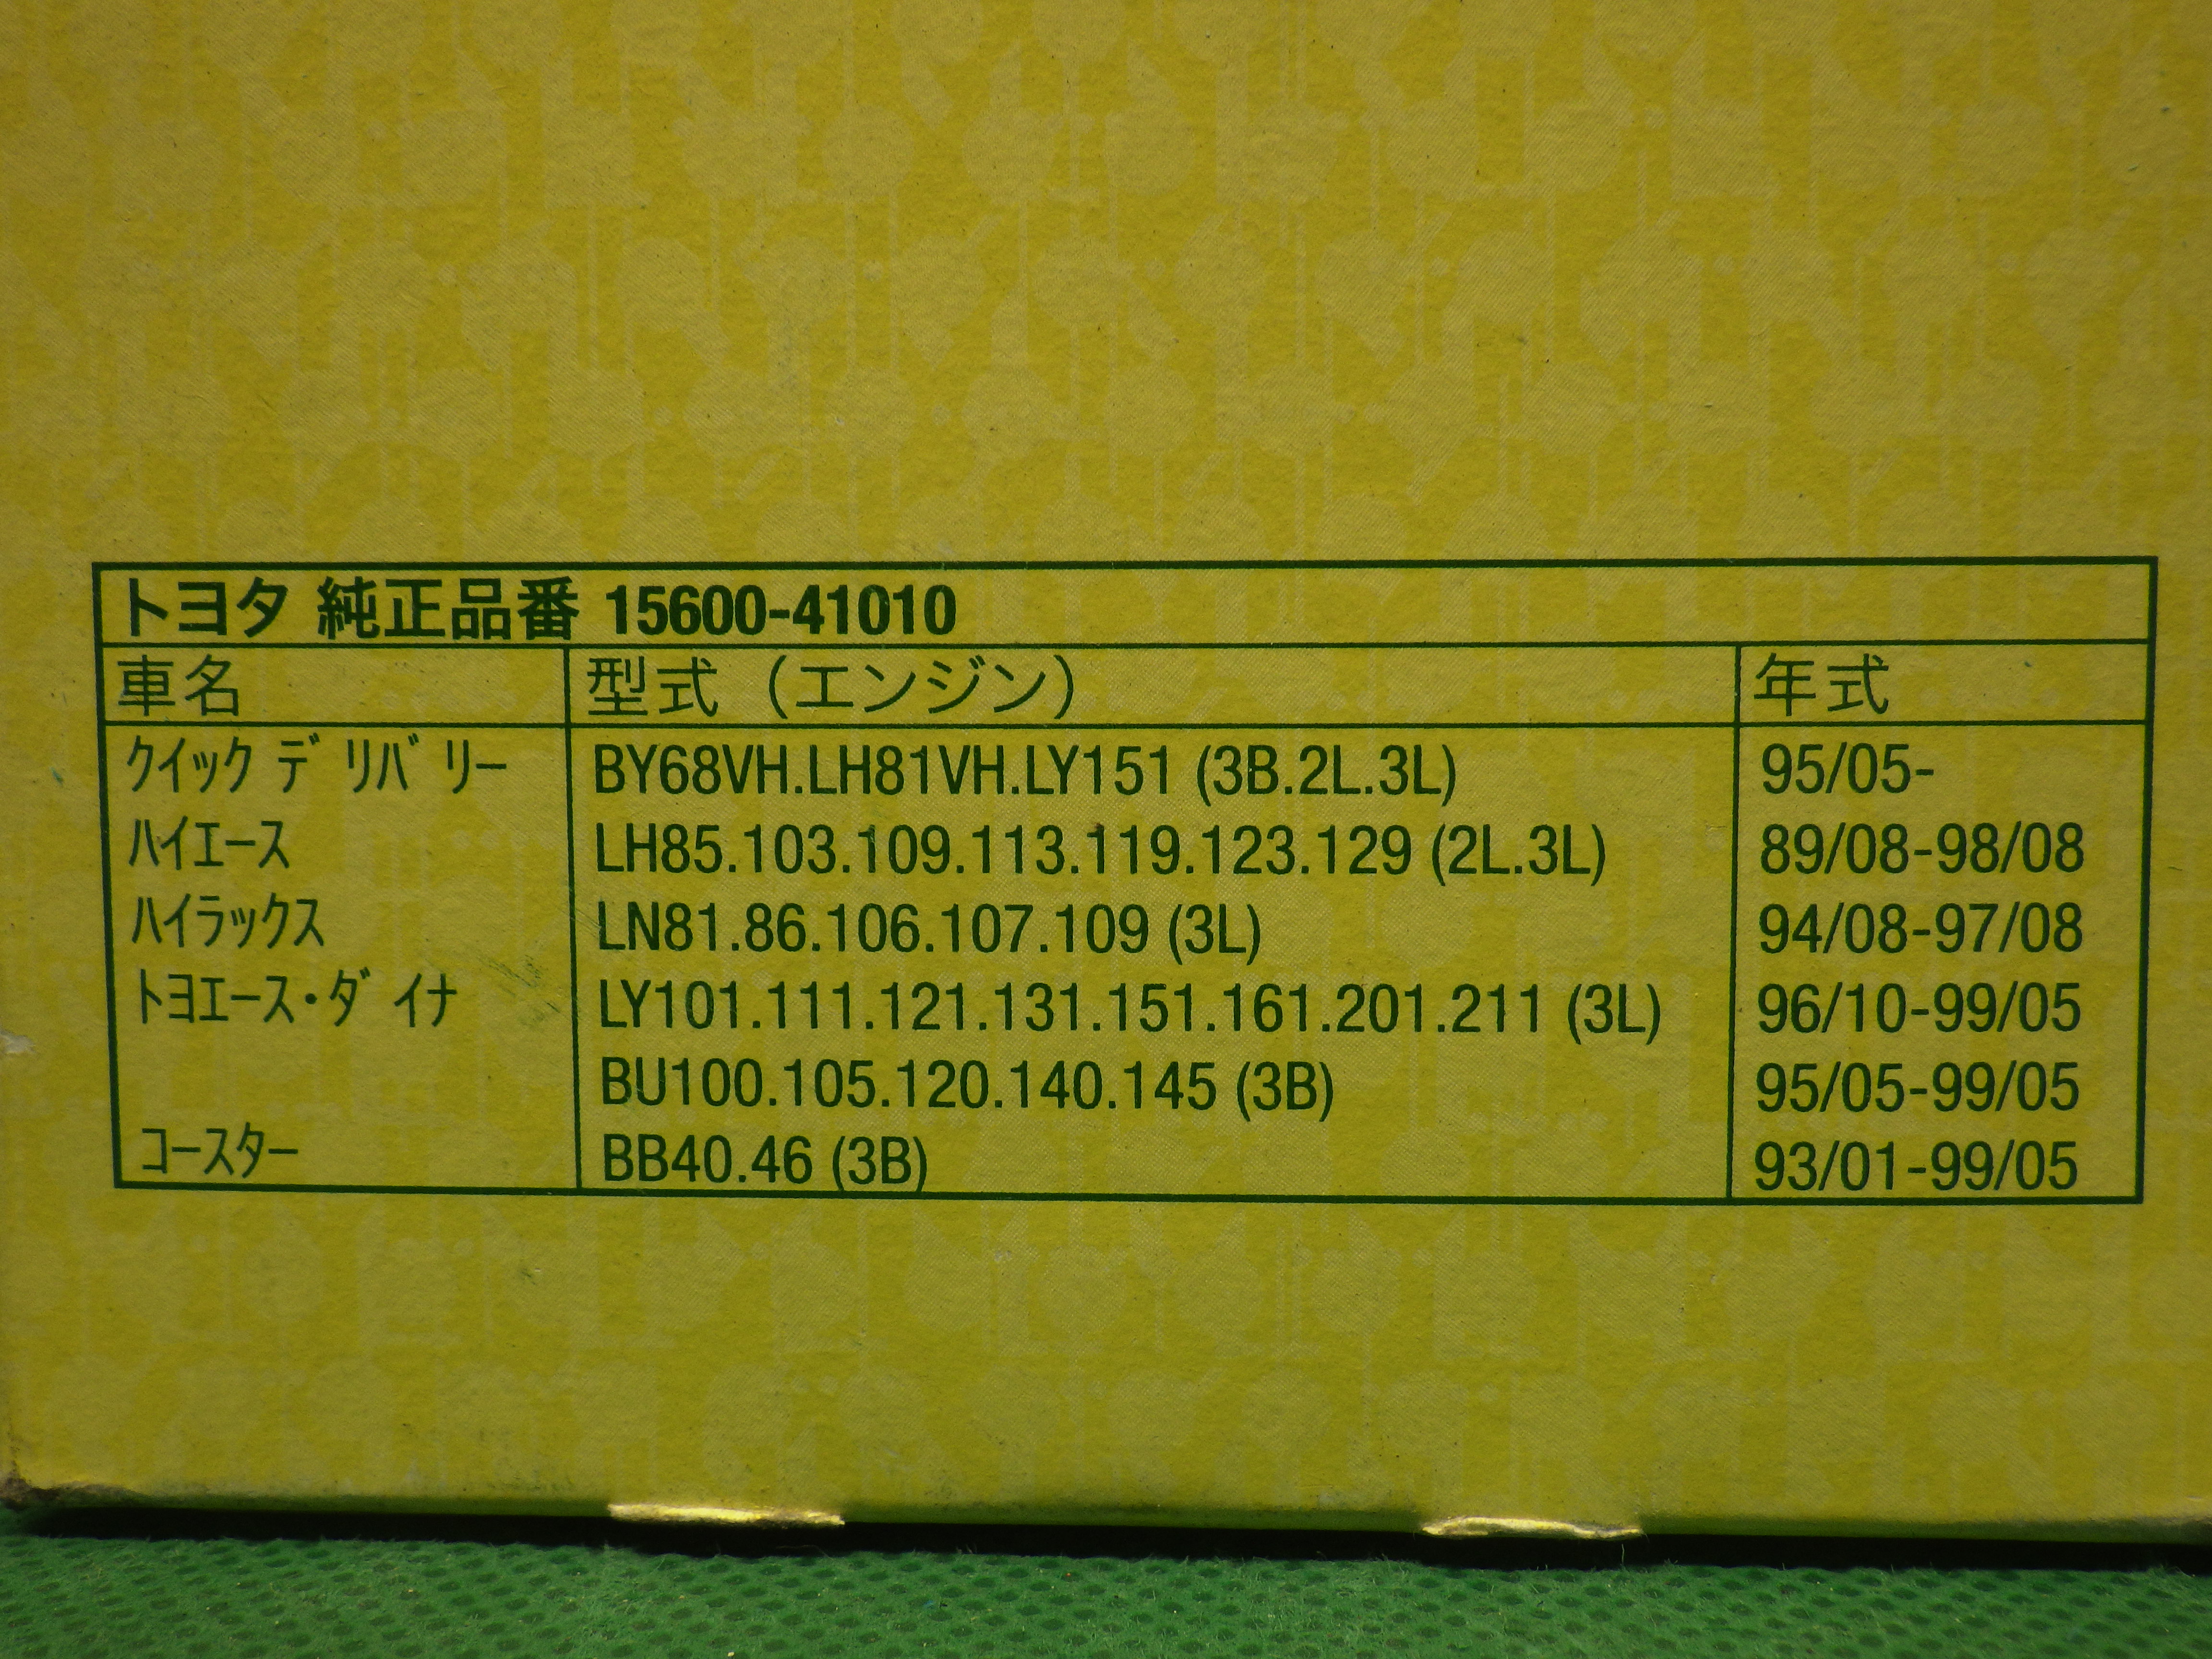 トヨタ 純正品番 15600-41010
車名 型式（エンジン） 年式
ｸｲｯｸ ﾃﾞﾘﾊﾞﾘｰ BY68VH.LH81VH.LY151 (3B.2L.3L) 95/05-
ﾊｲｴｰｽ LH85.103.109.113.119.123.129 (2L.3L) 89/08-98/08
ﾊｲﾗｯｸｽ LN81.86.106.107.109 (3L) 94/08-97/08
ﾄﾖｴｰｽ･ﾀﾞｲﾅ LY101.111.121.131.151.161.201.211 (3L) 96/10-99/05
BU100.105.120.140.145 (3B) 95/05-99/05
ｺｰｽﾀｰ BB40.46 (3B) 93/01-99/05